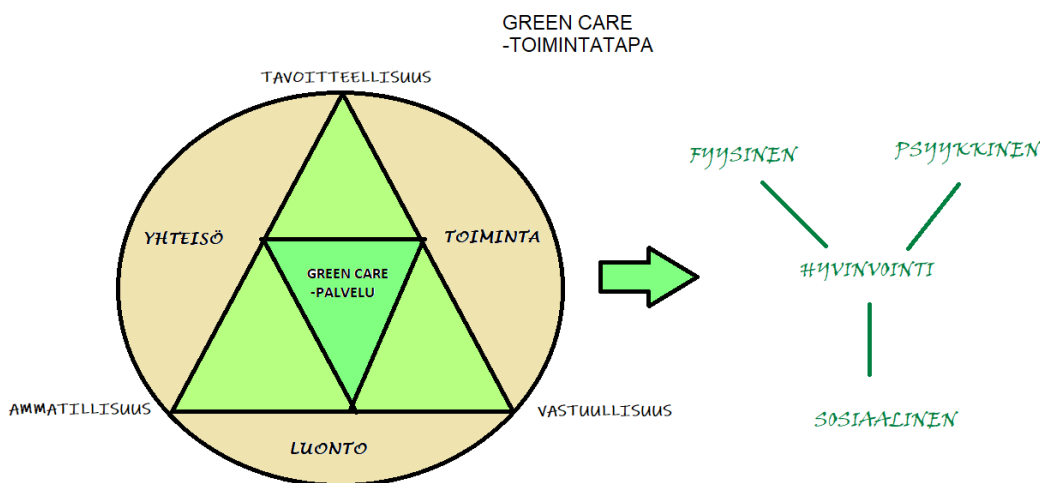 GREEN CARE
-TOIMINTATAPA
TAVOITTEELLISUUS
YHTEISÖ
TOIMINTA
GREEN CARE
-PALVELU
AMMATILLISUUS
VASTUULLISUUS
LUONTO
FYYSINEN
PSYYKKINEN
HYVINVOINTI
SOSIAALINEN